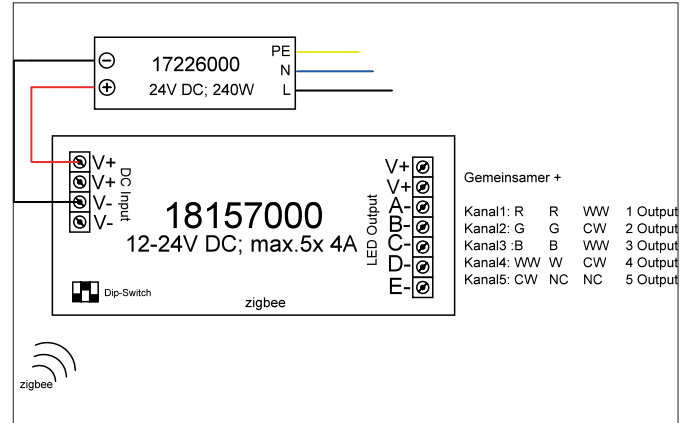 17226000
24V DC; 240W
PE
N
L
V+
V+
V-
V-
DC Input
18157000
12-24V DC; max.5x 4A
zigbee
Dip-Switch
LED Output
V+
V+
A-
B-
C-
D-
E-
Gemeinsamer +
Kanal1: R R WW 1 Output
Kanal2: G G CW 2 Output
Kanal3 :B B WW 3 Output
Kanal4: WW W CW 4 Output
Kanal5: CW NC NC 5 Output
zigbee